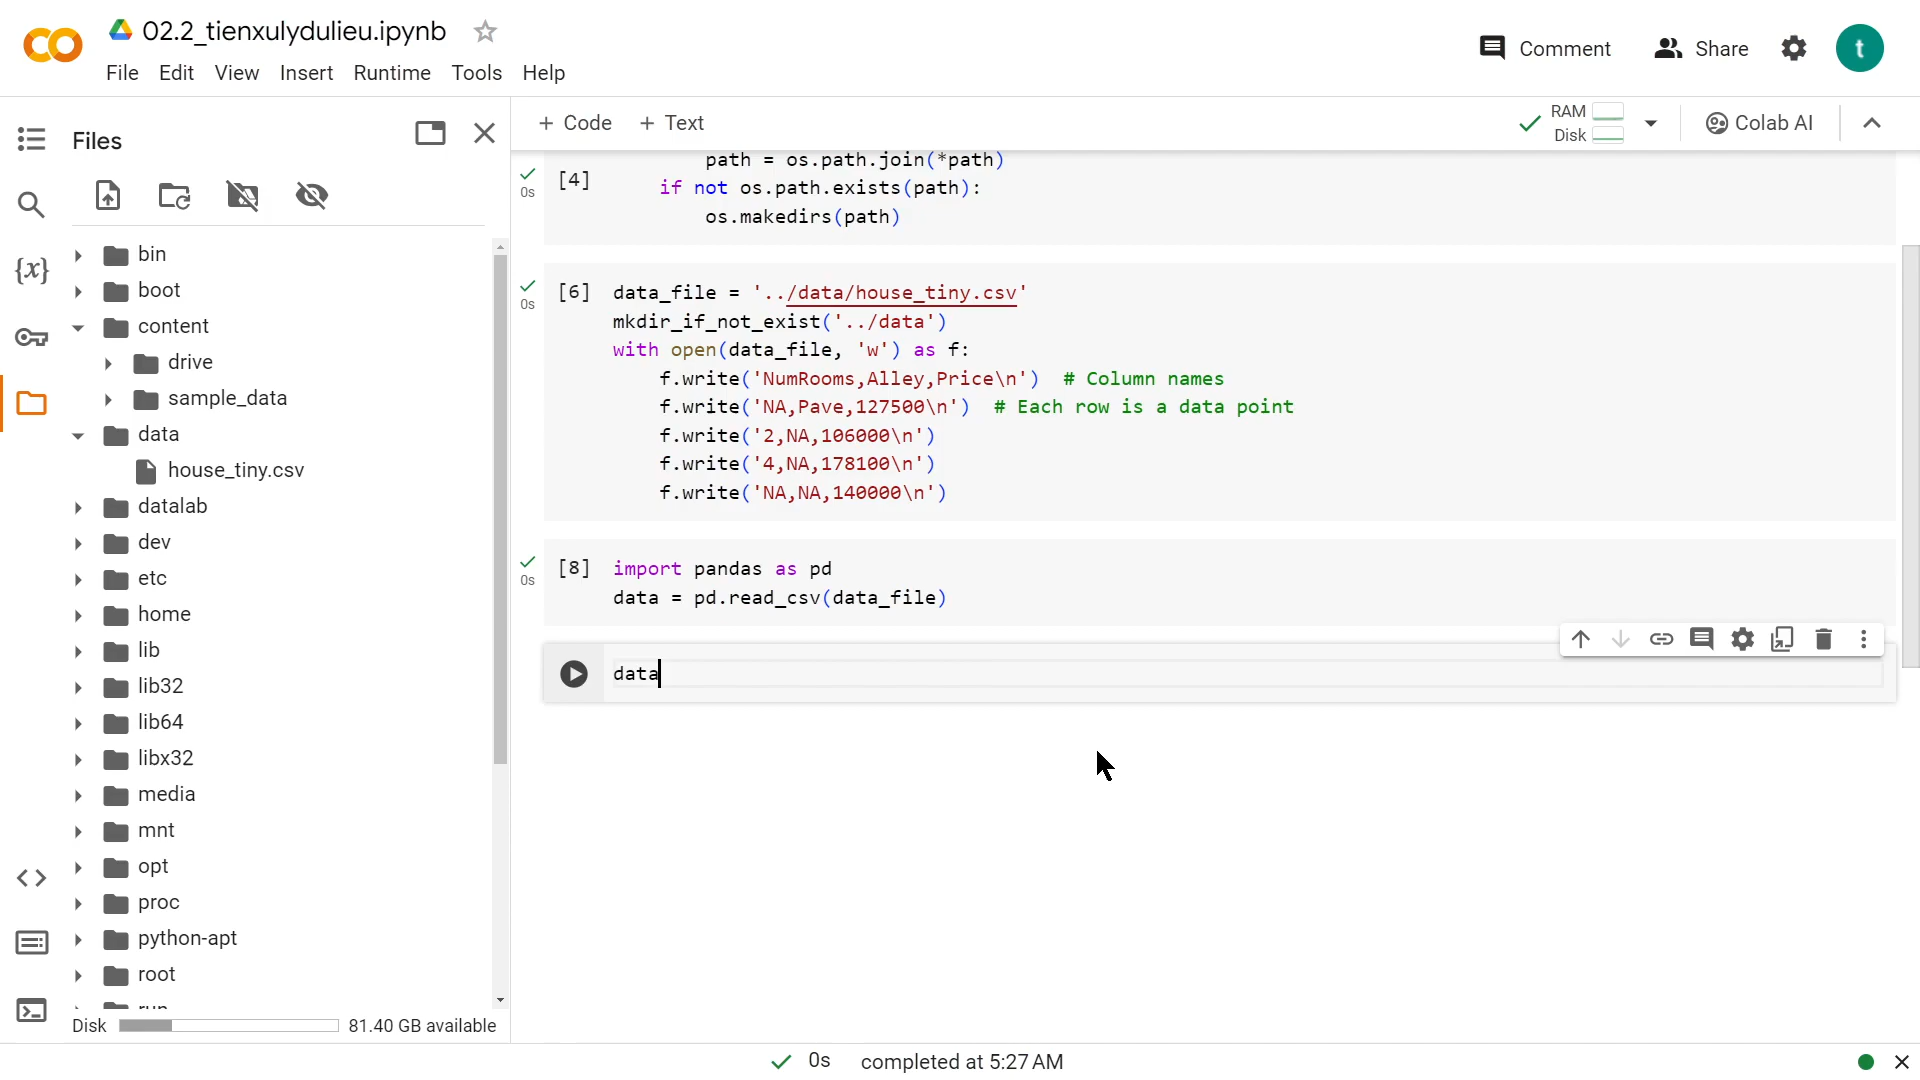 02.2_tienxulydulieu.ipynb
File Edit View Insert Runtime Tools Help
Comment
Share
t
Files
+ Code + Text
RAM
Disk
Colab AI
{x}
bin
boot
content
drive
sample_data
data
house_tiny.csv
datalab
dev
etc
home
lib
lib32
lib64
libx32
media
mnt
opt
proc
python-apt
root
run
Disk 81.40 GB available
path = os.path.join(*path)
0s [4] if not os.path.exists(path):
os.makedirs(path)
0s [6] data_file = '../data/house_tiny.csv'
mkdir_if_not_exist('../data')
with open(data_file, 'w') as f:
f.write('NumRooms,Alley,Price\n') # Column names
f.write('NA,Pave,127500\n') # Each row is a data point
f.write('2,NA,106000\n')
f.write('4,NA,178100\n')
f.write('NA,NA,140000\n')
0s [8] import pandas as pd
data = pd.read_csv(data_file)
data
0s completed at 5:27 AM